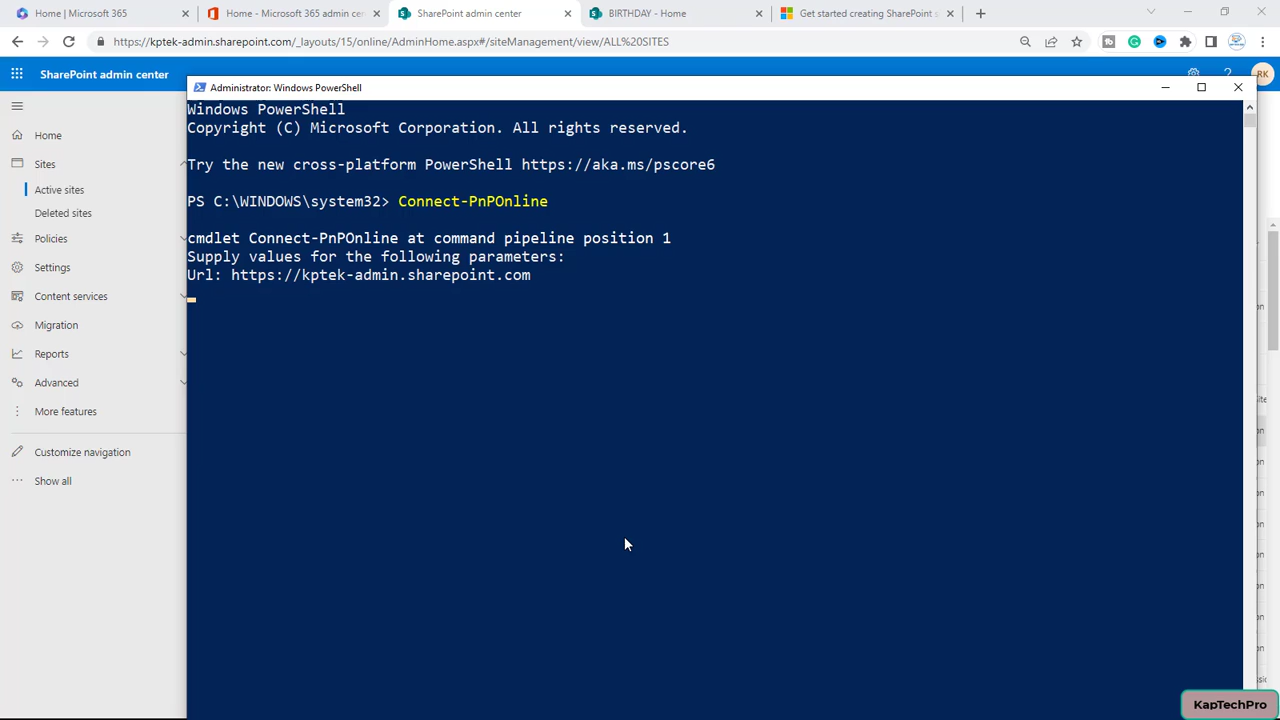 Home | Microsoft 365
Home - Microsoft 365 admin cen
SharePoint admin center
BIRTHDAY - Home
Get started creating SharePoint s
https://kptek-admin.sharepoint.com/_layouts/15/online/AdminHome.aspx#/siteManagement/view/ALL%20SITES
SharePoint admin center
RK
Home
Sites
Active sites
Deleted sites
Policies
Settings
Content services
Migration
Reports
Advanced
More features
Customize navigation
Show all
Administrator: Windows PowerShell
Windows PowerShell
Copyright (C) Microsoft Corporation. All rights reserved.
Try the new cross-platform PowerShell https://aka.ms/pscore6
PS C:\WINDOWS\system32> Connect-PnPOnline
cmdlet Connect-PnPOnline at command pipeline position 1
Supply values for the following parameters:
Url: https://kptek-admin.sharepoint.com
KapTechPro